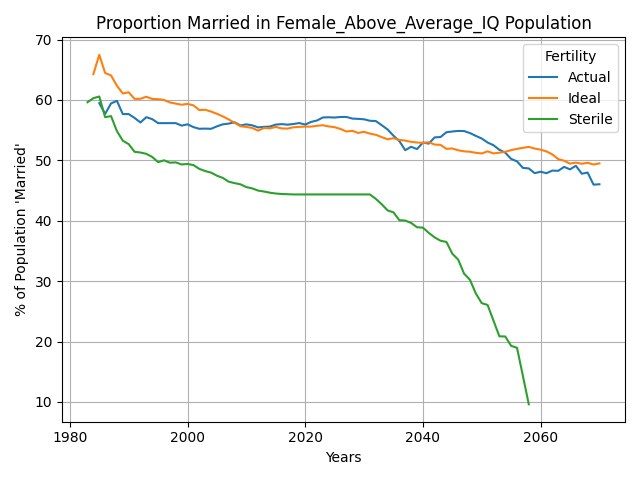 Proportion Married in Female_Above_Average_IQ Population
% of Population 'Married'
70
60
50
40
30
20
10
Fertility
Actual
Ideal
Sterile
1980
2000
2020
2040
2060
Years